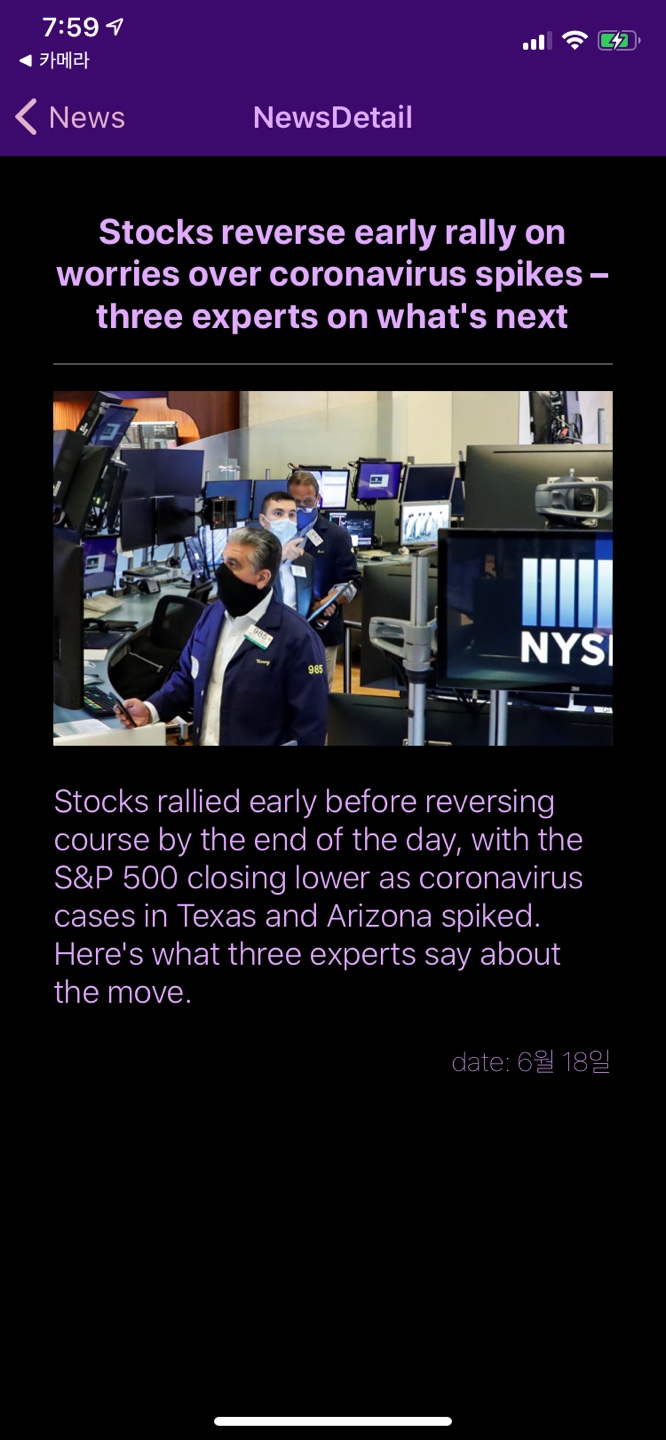 7:59
◀ 카메라
News
NewsDetail
Stocks reverse early rally on
worries over coronavirus spikes –
three experts on what's next
985
985
NYS
Stocks rallied early before reversing
course by the end of the day, with the
S&P 500 closing lower as coronavirus
cases in Texas and Arizona spiked.
Here's what three experts say about
the move.
date: 6월 18일